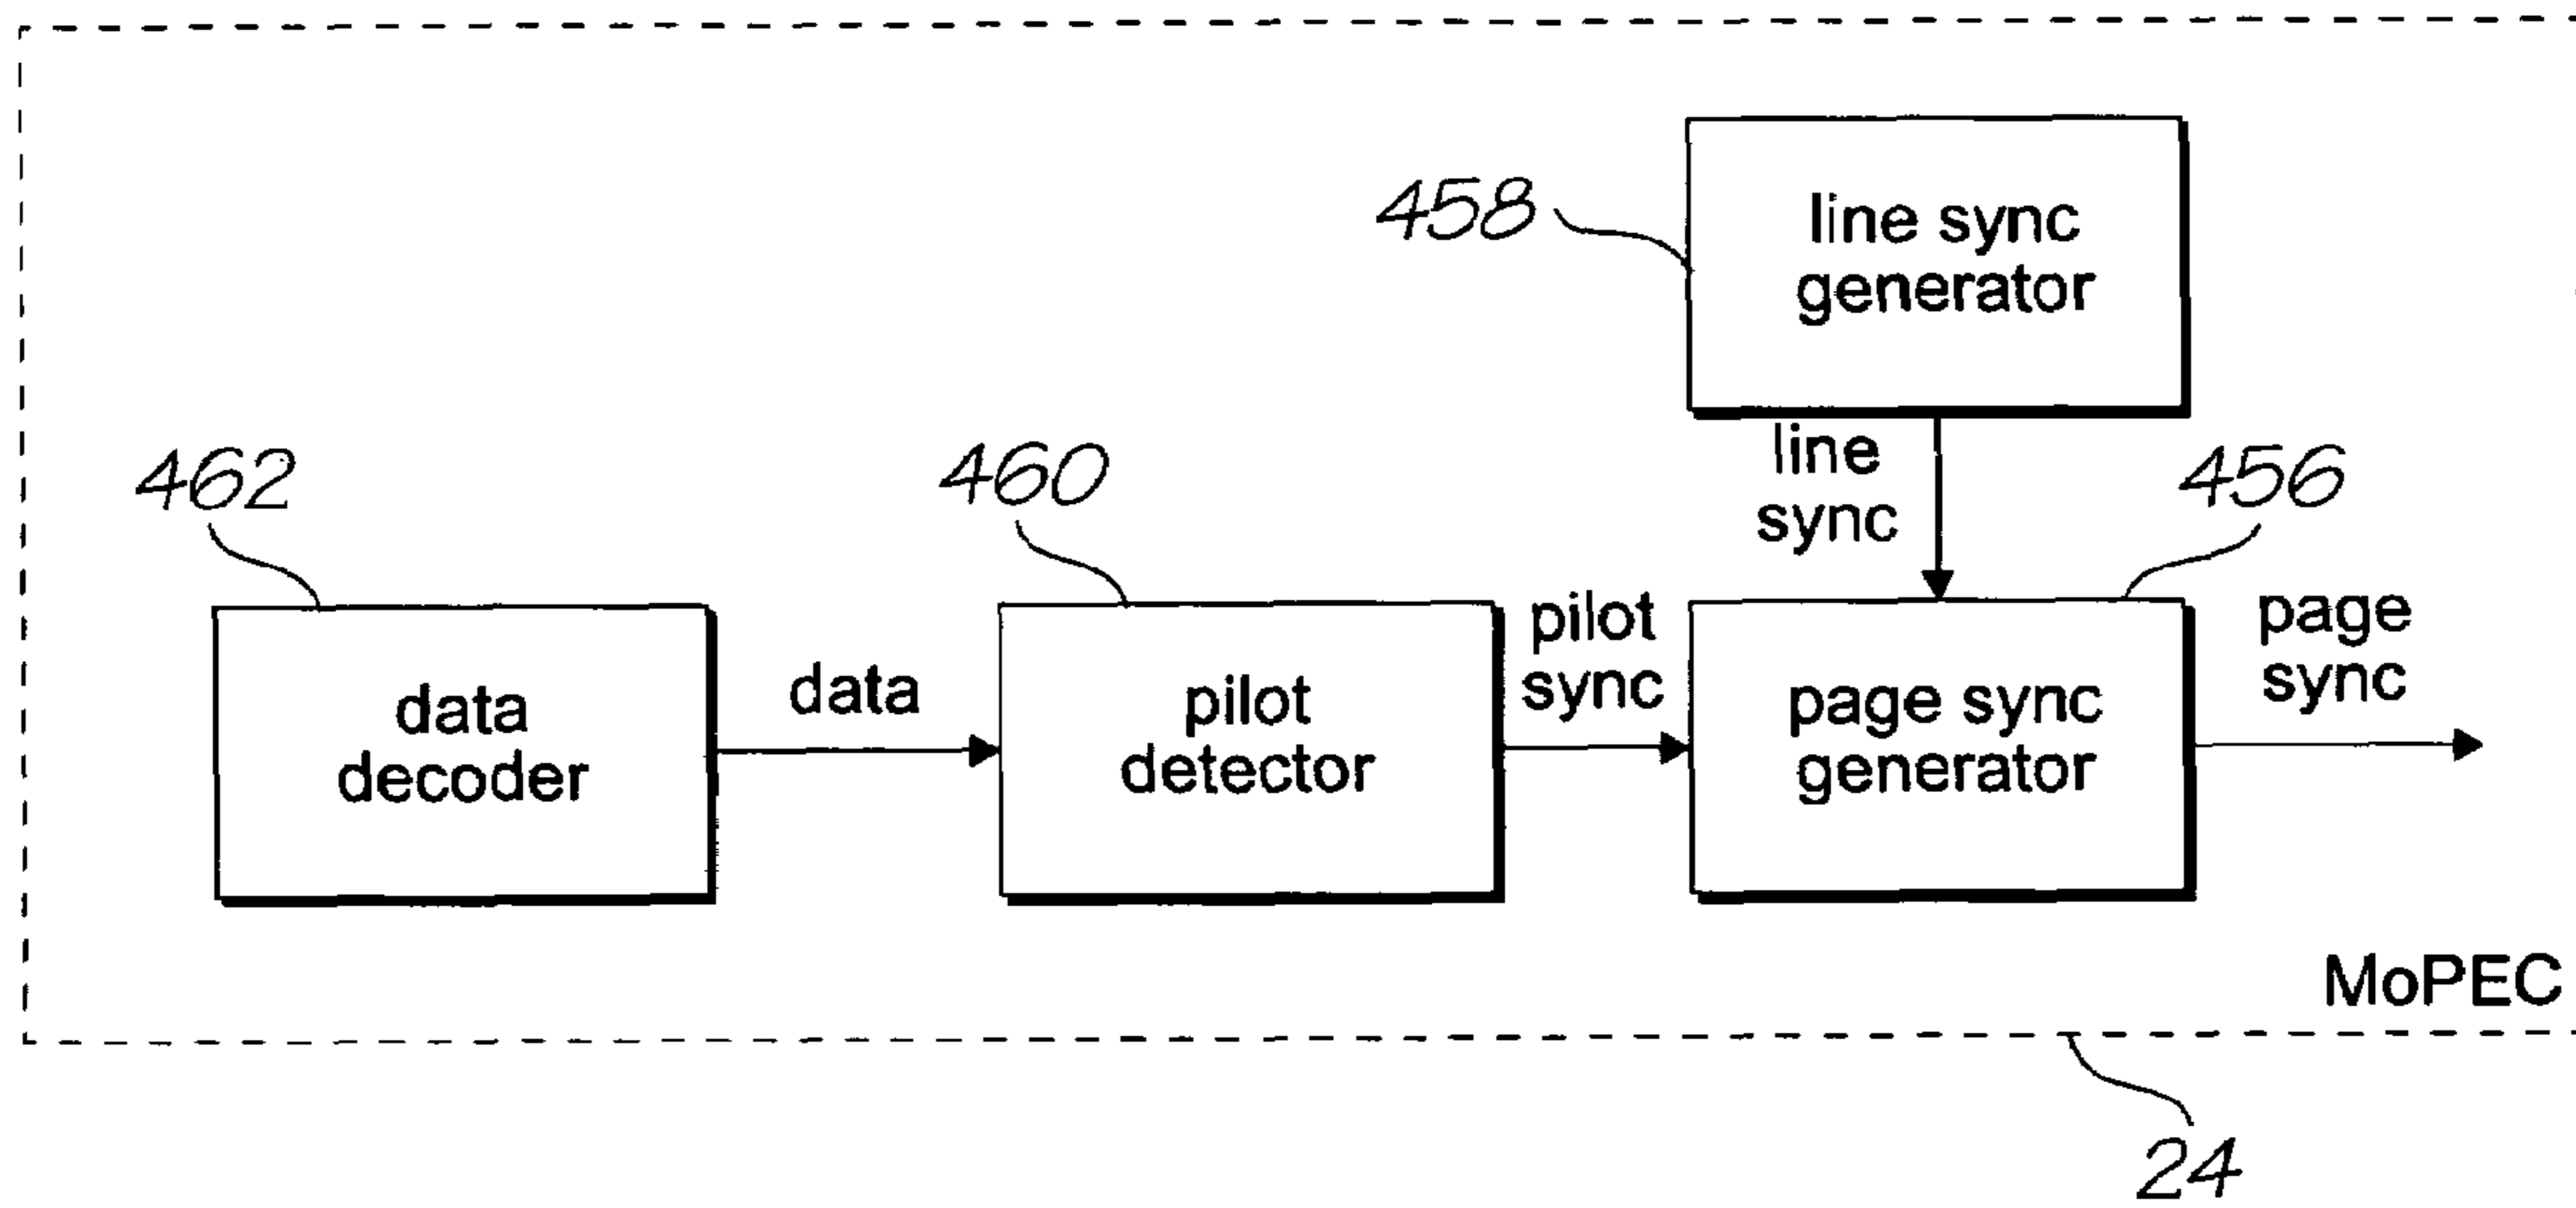 458
line sync
generator
line
sync
462
460
456
data
decoder
data
pilot
detector
pilot
sync
page sync
generator
page
sync
MoPEC
24